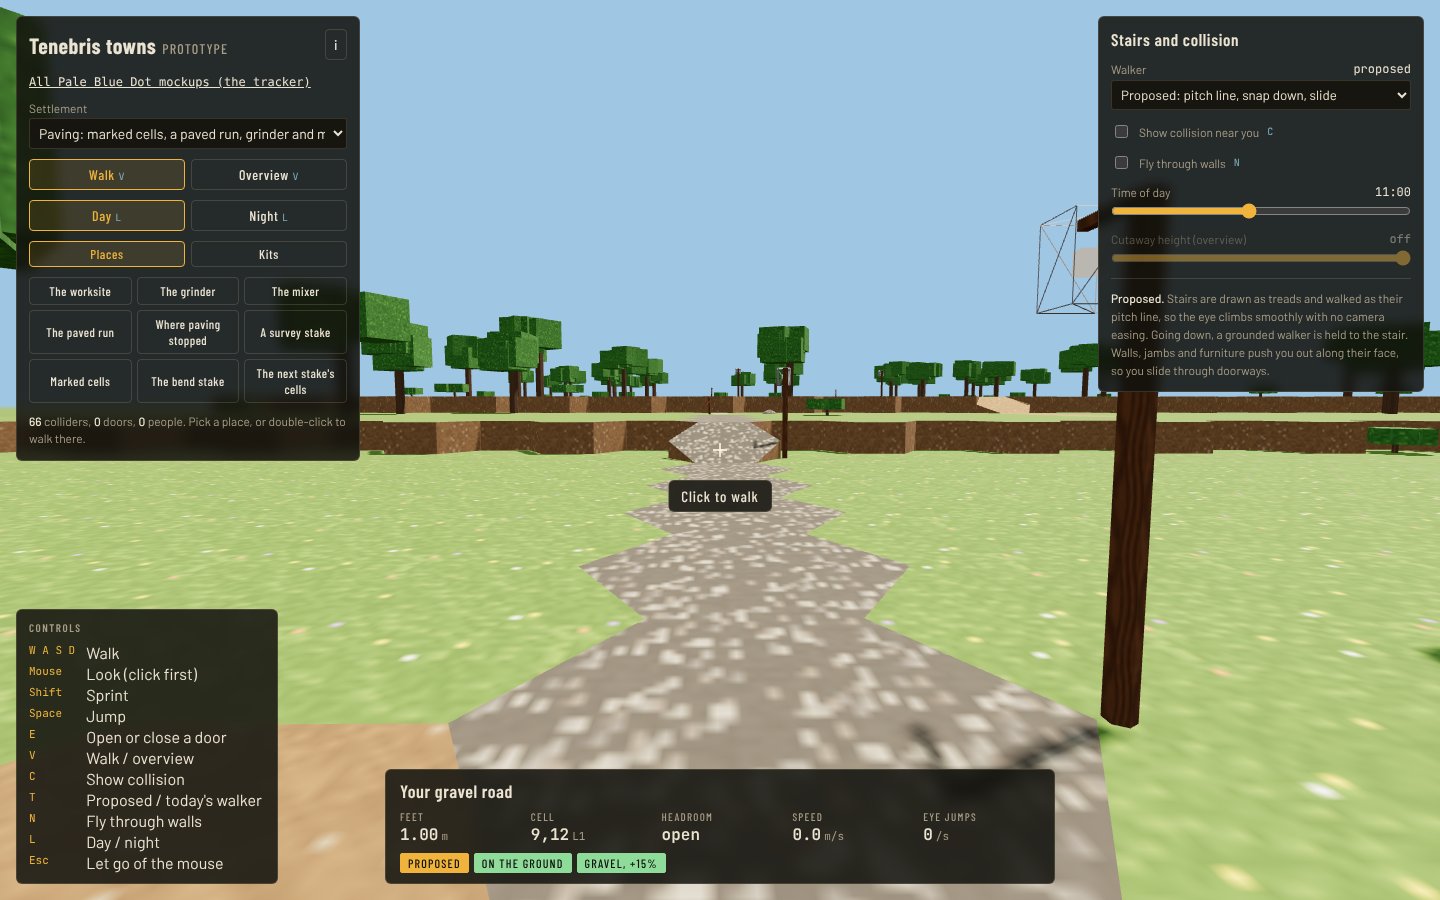 Tenebris towns PROTOTYPE
i
All Pale Blue Dot mockups (the tracker)
Settlement
Paving: marked cells, a paved run, grinder and m
Walk V
Overview V
Day L
Night L
Places
Kits
The worksite
The grinder
The mixer
The paved run
Where paving
stopped
A survey stake
Marked cells
The bend stake
The next stake's
cells
66 colliders, 0 doors, 0 people. Pick a place, or double-click to
walk there.
Stairs and collision
Walker proposed
Proposed: pitch line, snap down, slide
Show collision near you C
Fly through walls N
Time of day 11:00
Cutaway height (overview) off
Proposed. Stairs are drawn as treads and walked as their
pitch line, so the eye climbs smoothly with no camera
easing. Going down, a grounded walker is held to the stair.
Walls, jambs and furniture push you out along their face,
so you slide through doorways.
Click to walk
CONTROLS
W A S D Walk
Mouse Look (click first)
Shift Sprint
Space Jump
E Open or close a door
V Walk / overview
C Show collision
T Proposed / today's walker
N Fly through walls
L Day / night
Esc Let go of the mouse
Your gravel road
FEET CELL HEADROOM SPEED EYE JUMPS
1.00 m 9,12 L1 open 0.0 m/s 0 /s
PROPOSED ON THE GROUND GRAVEL, +15%